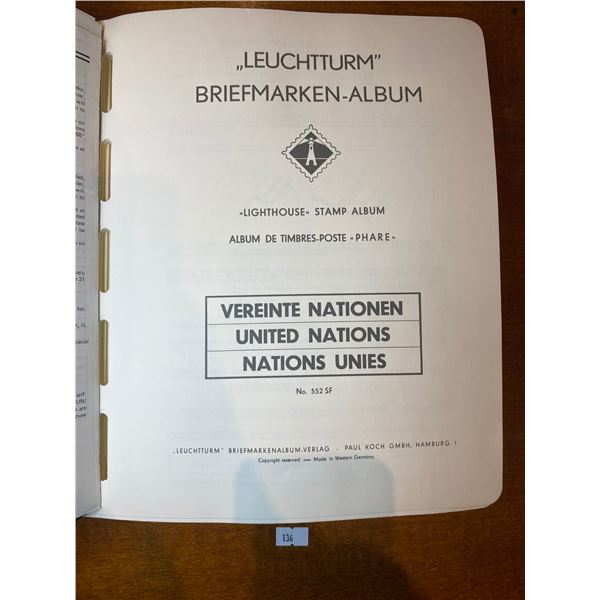 „LEUCHTTURM”
BRIEFMARKEN-ALBUM
»LIGHTHOUSE« STAMP ALBUM
ALBUM DE TIMBRES-POSTE »PHARE«
VEREINTE NATIONEN
UNITED NATIONS
NATIONS UNIES
No. 552 SF
„LEUCHTTURM” BRIEFMARKENALBUM-VERLAG . PAUL KOCH GMBH, HAMBURG 1
Copyright reserved — Made in Western Germany
136